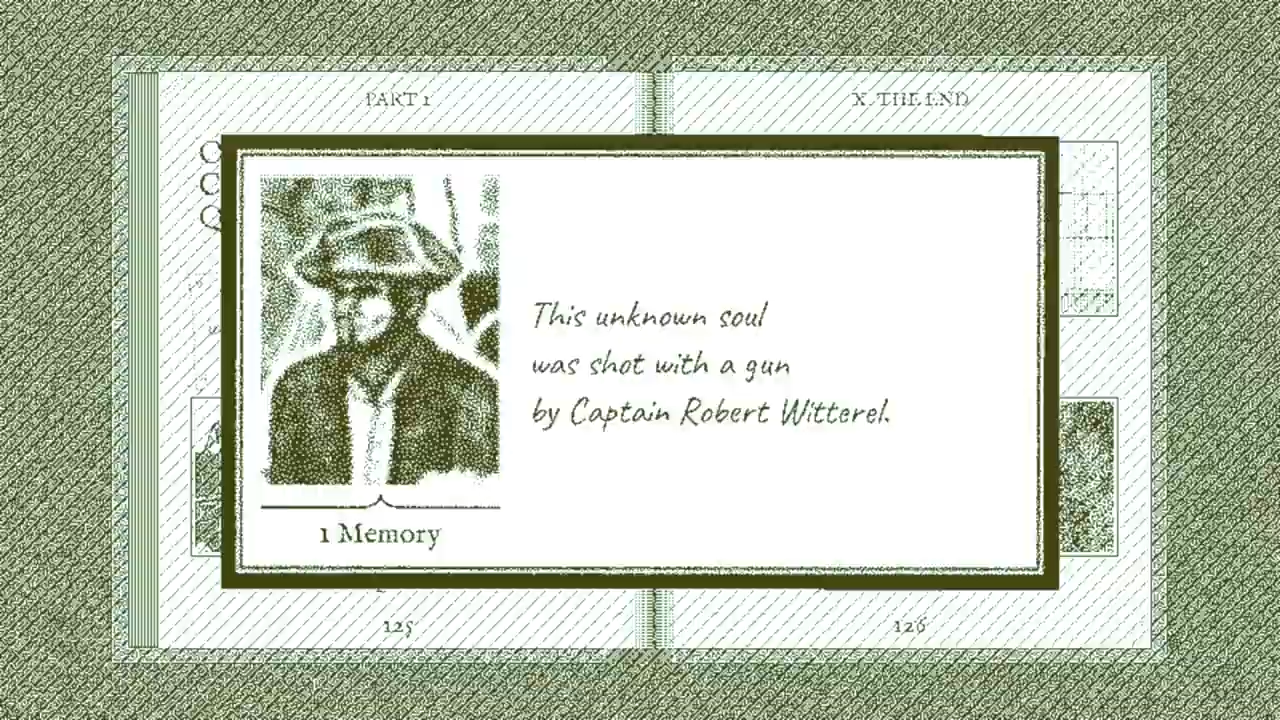 PART 1
X. THE END
This unknown soul
was shot with a gun
by Captain Robert Witterel.
1 Memory
125
126